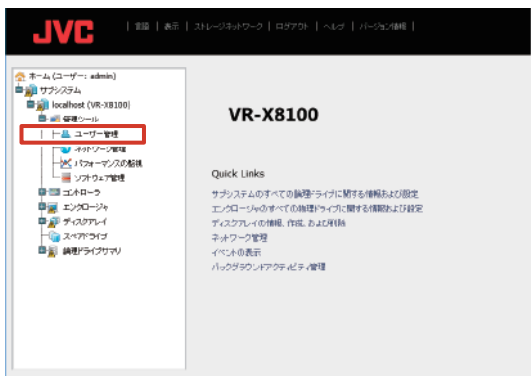 JVC
| 言語 | 表示 | ストレージネットワーク | ログアウト | ヘルプ | バージョン情報 |
ホーム (ユーザー: admin)
サブシステム
localhost (VR-X8100)
管理ツール
ユーザー管理
ネットワーク管理
パフォーマンスの監視
ソフトウェア管理
コントローラ
エンクロージャ
ディスクアレイ
スペアドライブ
論理ドライブサマリ
VR-X8100
Quick Links
サブシステムのすべての論理ドライブに関する情報および設定
エンクロージャのすべての物理ドライブに関する情報および設定
ディスクアレイの情報、作成、および削除
ネットワーク管理
イベントの表示
バックグラウンドアクティビティ管理